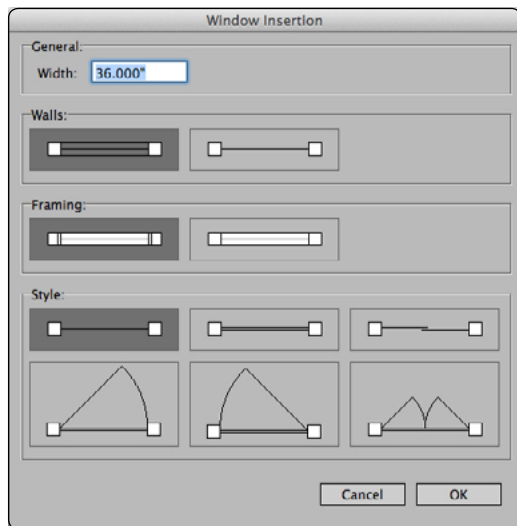 Window Insertion
General:
Width: 36.000"
Walls:
Framing:
Style:
Cancel OK